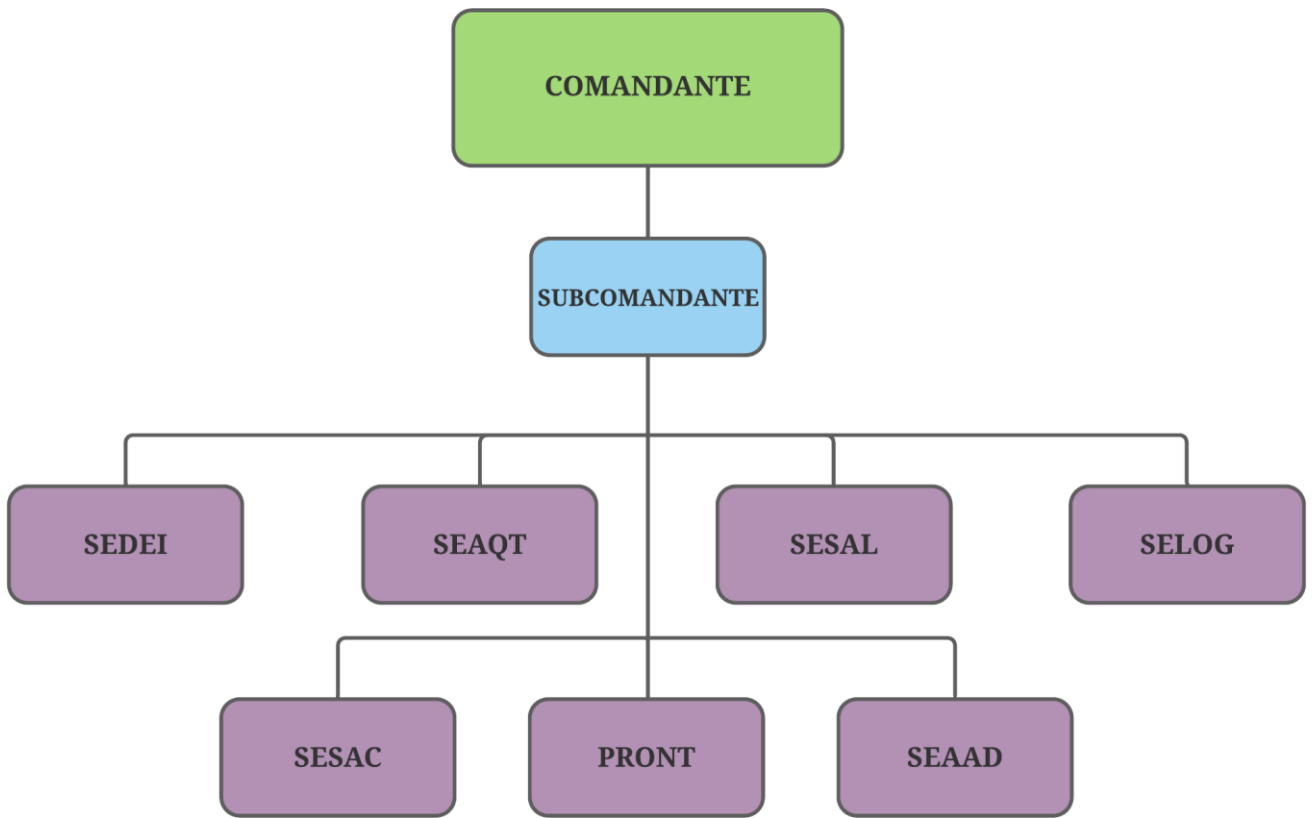 COMANDANTE
SUBCOMANDANTE
SEDEI
SEAQT
SESAL
SELOG
SESAC
PRONT
SEAAD